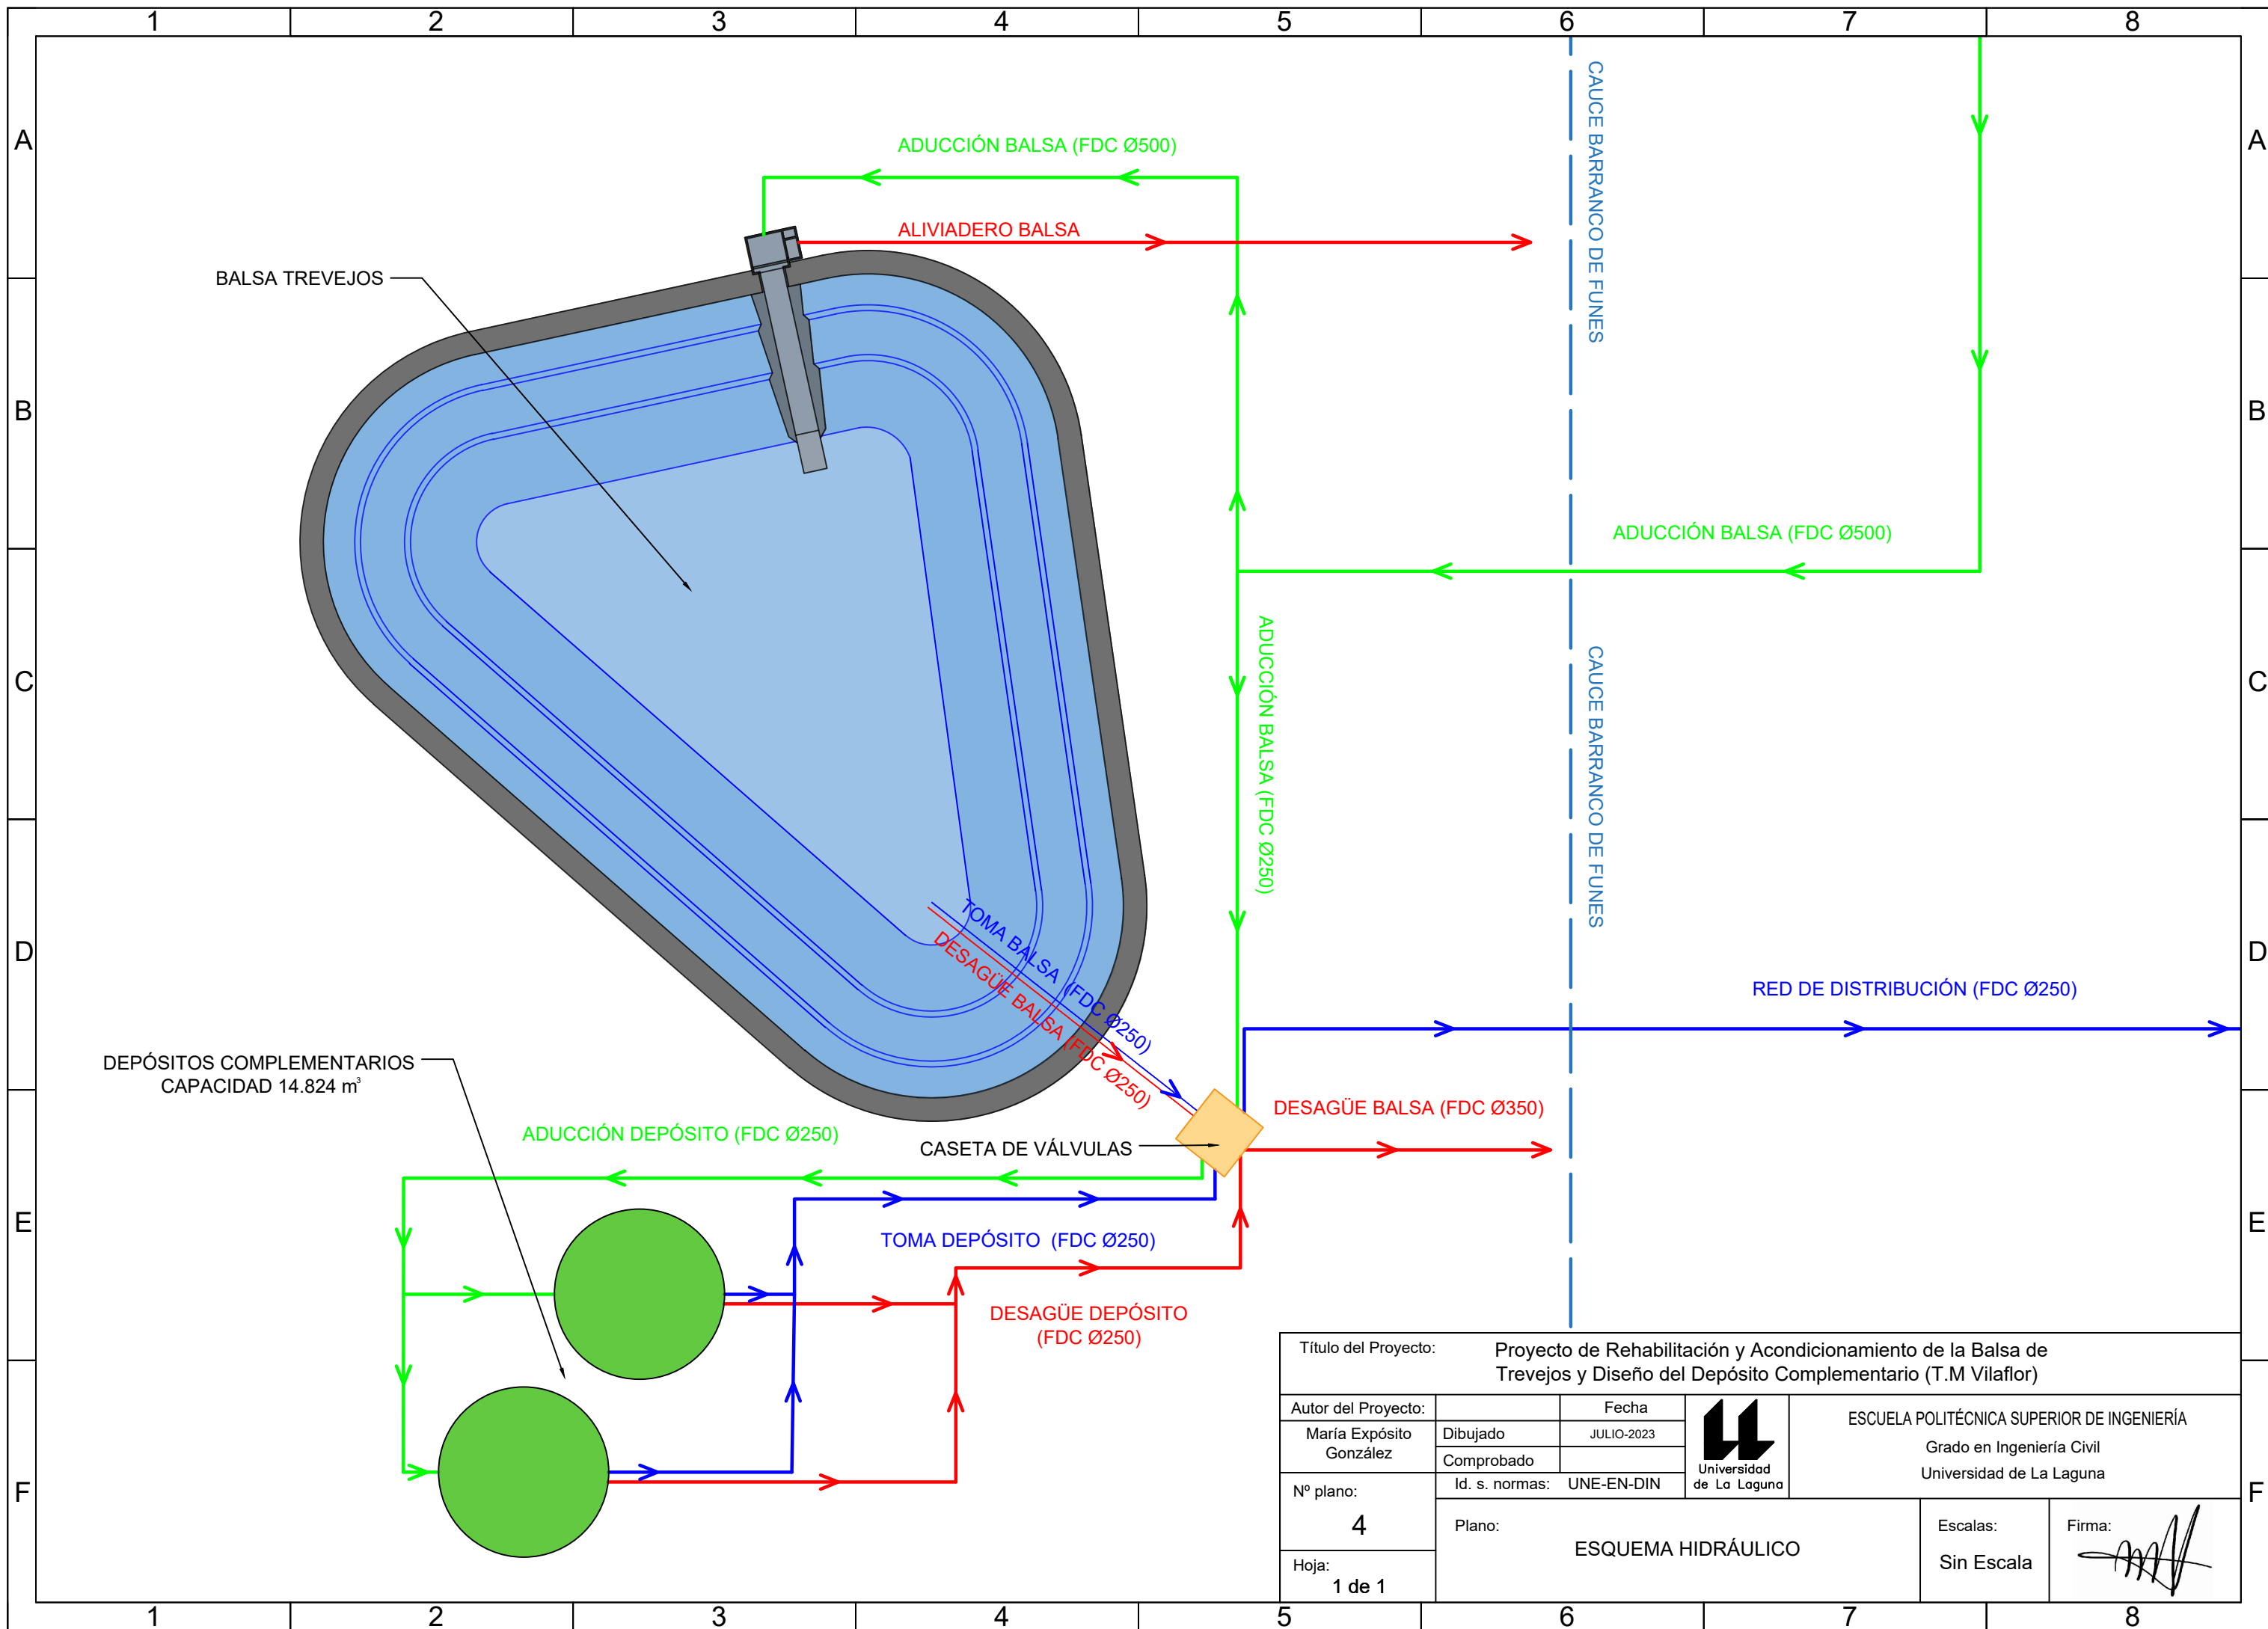 1 2 3 4 5 6 7 8
A A
CAUCE BARRANCO DE FUNES
ADUCCIÓN BALSA (FDC Ø500)
ALIVIADERO BALSA
BALSA TREVEJOS
B B
ADUCCIÓN BALSA (FDC Ø500)
ADUCCIÓN BALSA (FDC Ø250)
CAUCE BARRANCO DE FUNES
C C
TOMA BALSA (FDC Ø250)
DESAGÜE BALSA (FDC Ø250)
D D
RED DE DISTRIBUCIÓN (FDC Ø250)
DEPÓSITOS COMPLEMENTARIOS
CAPACIDAD 14.824 m³
DESAGÜE BALSA (FDC Ø350)
ADUCCIÓN DEPÓSITO (FDC Ø250)
CASETA DE VÁLVULAS
E E
TOMA DEPÓSITO (FDC Ø250)
DESAGÜE DEPÓSITO
(FDC Ø250)
Título del Proyecto:
Proyecto de Rehabilitación y Acondicionamiento de la Balsa de
Trevejos y Diseño del Depósito Complementario (T.M Vilaflor)
Autor del Proyecto:
María Expósito
González
Fecha
Dibujado JULIO-2023
Comprobado
Id. s. normas: UNE-EN-DIN
Universidad
de La Laguna
ESCUELA POLITÉCNICA SUPERIOR DE INGENIERÍA
Grado en Ingeniería Civil
Universidad de La Laguna
F F
Nº plano:
4
Hoja:
1 de 1
Plano:
ESQUEMA HIDRÁULICO
Escalas:
Sin Escala
Firma:
1 2 3 4 5 6 7 8